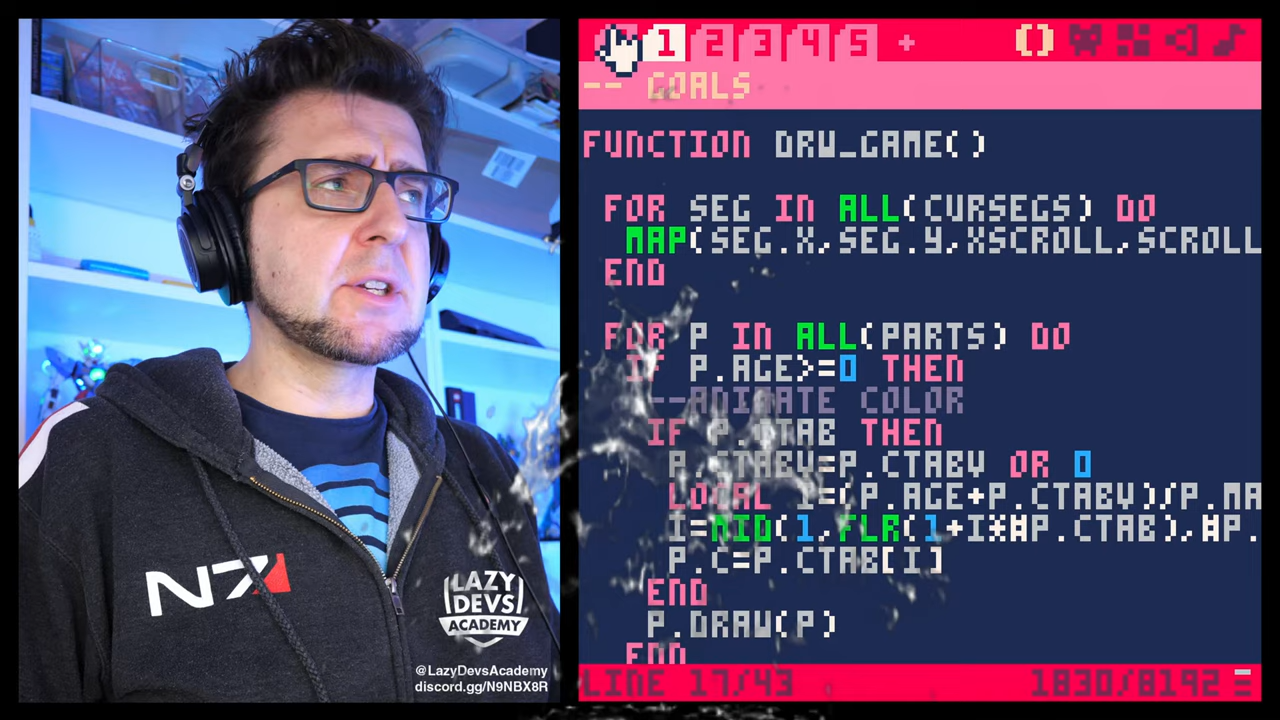 N7
LAZY
DEVS
ACADEMY
@LazyDevsAcademy
discord.gg/N9NBX8R
1 2 3 4 5 +
-- GOALS
FUNCTION DRW_GAME()
FOR SEG IN ALL(CURSEGS) DO
MAP(SEG.X,SEG.Y,XSCROLL,SCROLL
END
FOR P IN ALL(PARTS) DO
IF P.AGE>=0 THEN
--ANIMATE COLOR
IF P.CTAB THEN
P.CTABV=P.CTABV OR 0
LOCAL I=(P.AGE+P.CTABV)/P.MA
I=MID(1,FLR(1+I*#P.CTAB),#P.
P.C=P.CTAB[I]
END
P.DRAW(P)
END
LINE 17/43
1830/8192